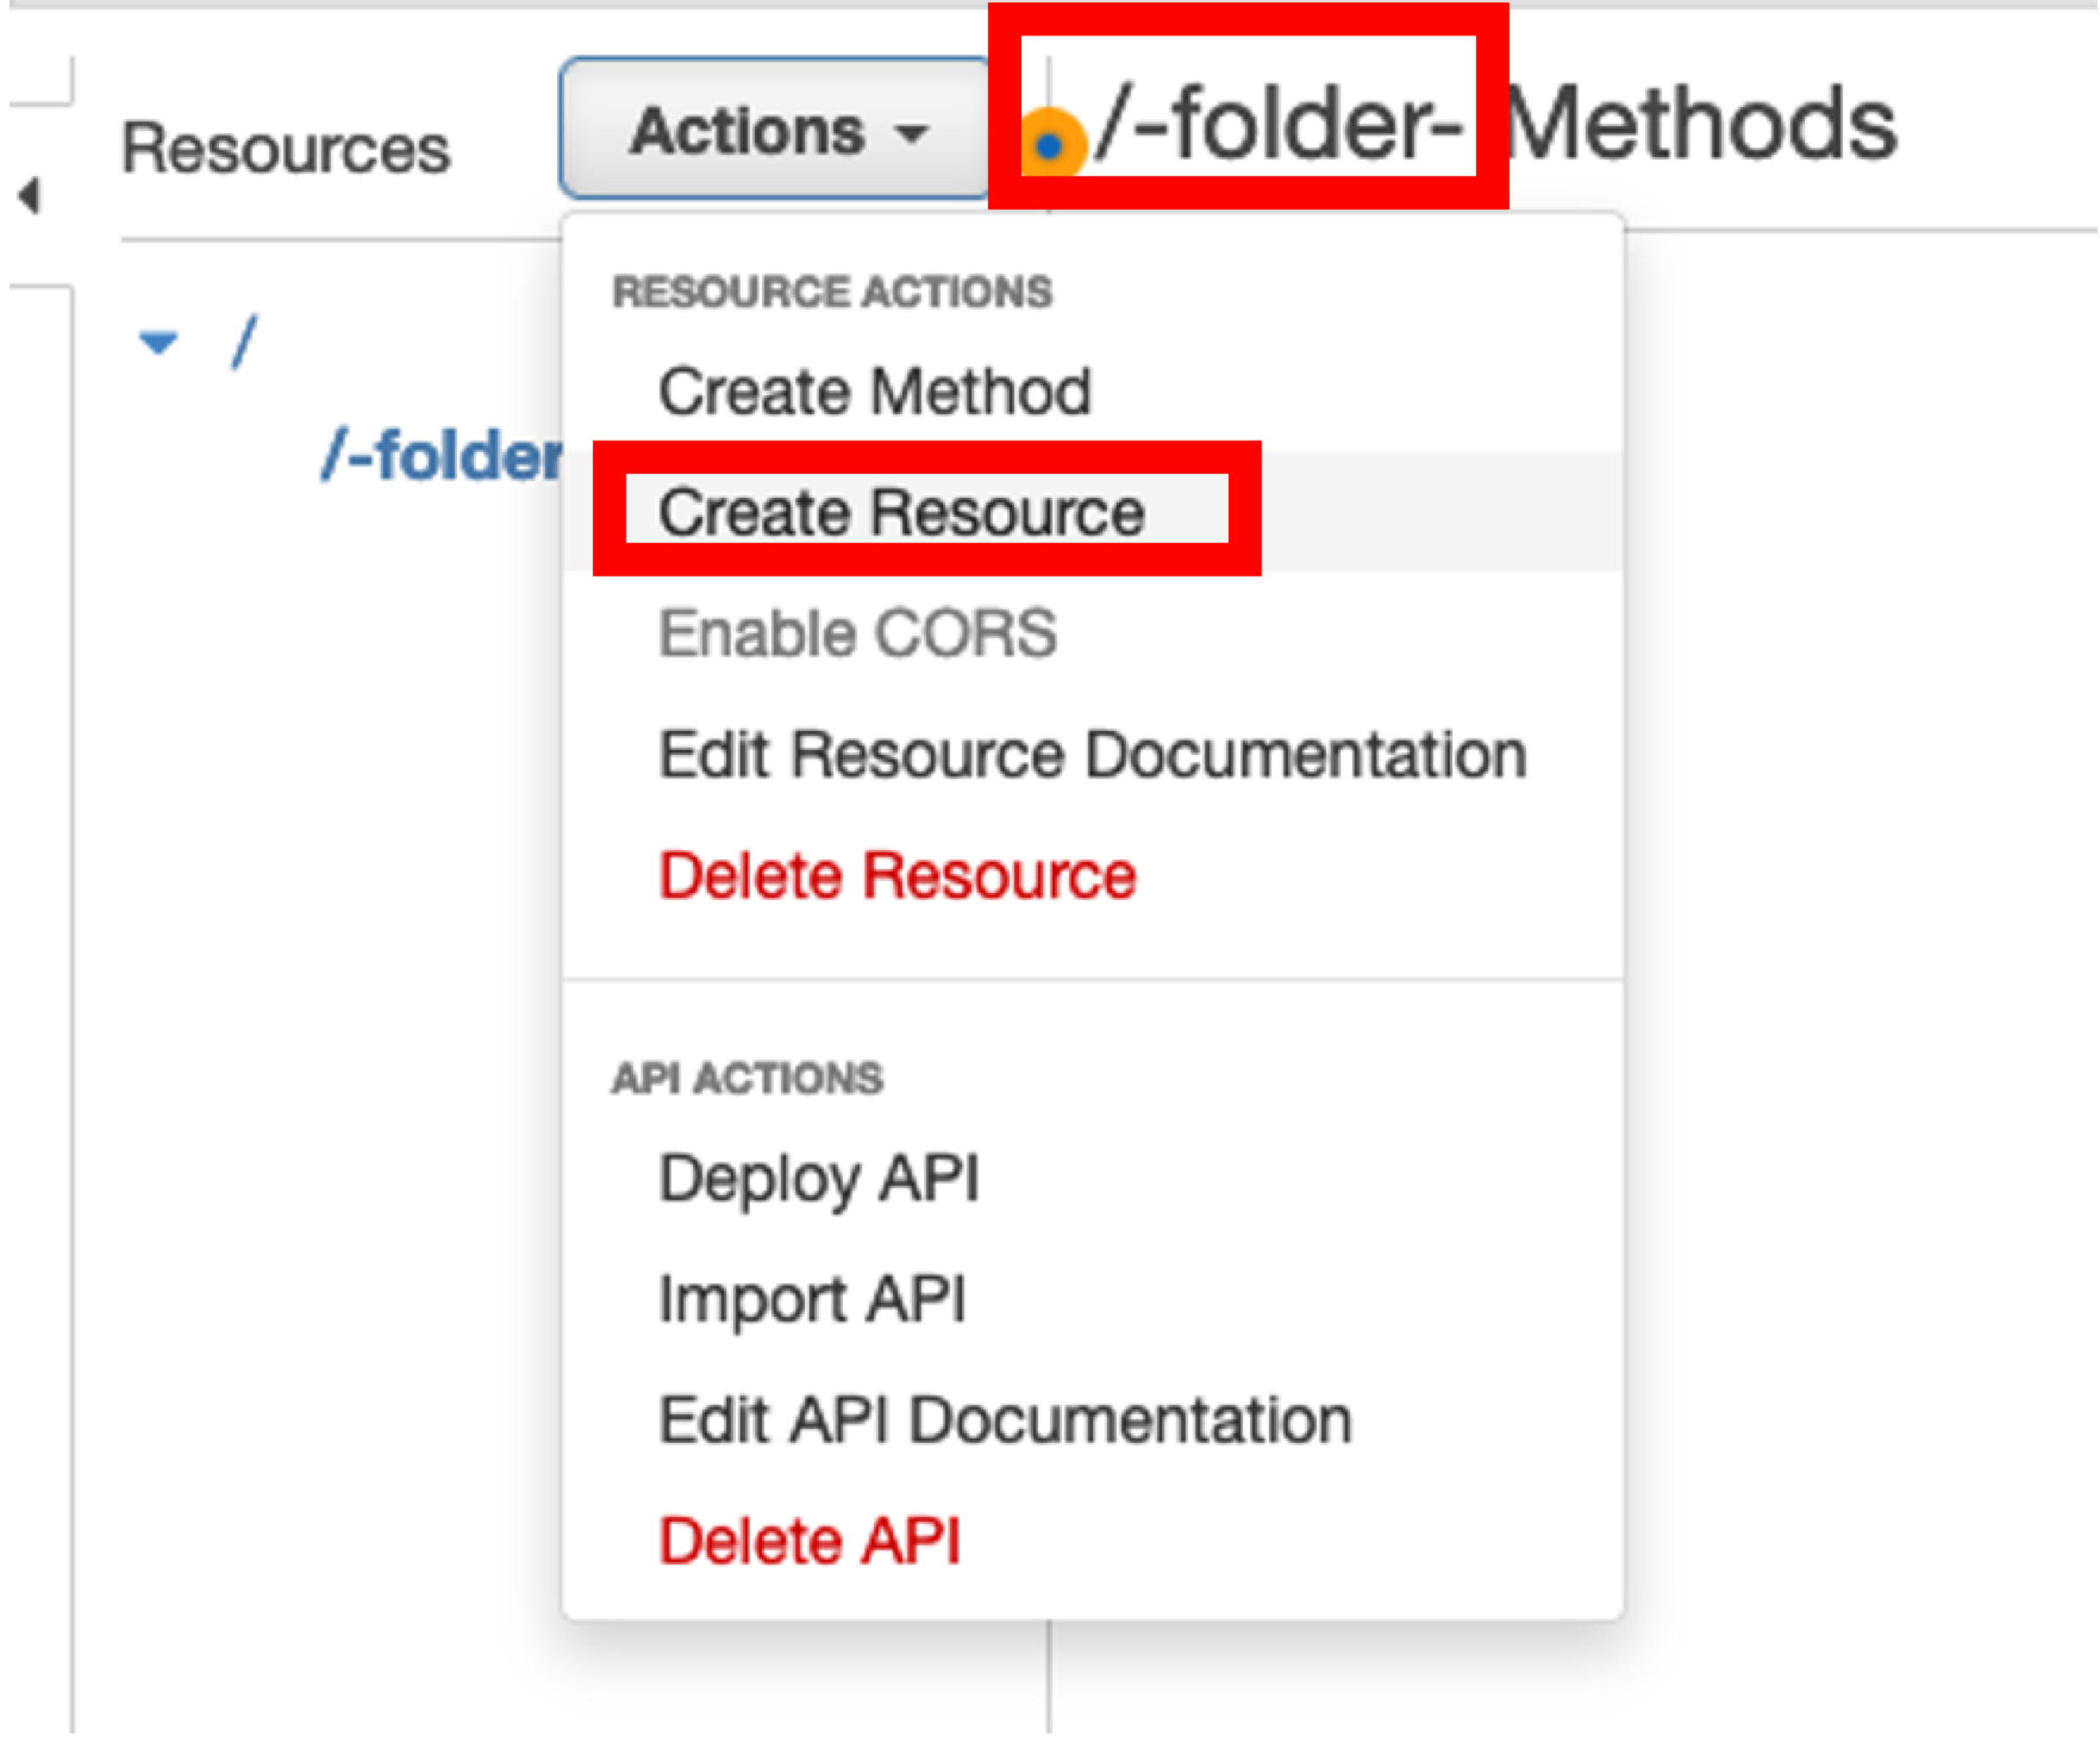 Resources
Actions
/-folder- Methods
/
/-folder
RESOURCE ACTIONS
Create Method
Create Resource
Enable CORS
Edit Resource Documentation
Delete Resource
API ACTIONS
Deploy API
Import API
Edit API Documentation
Delete API